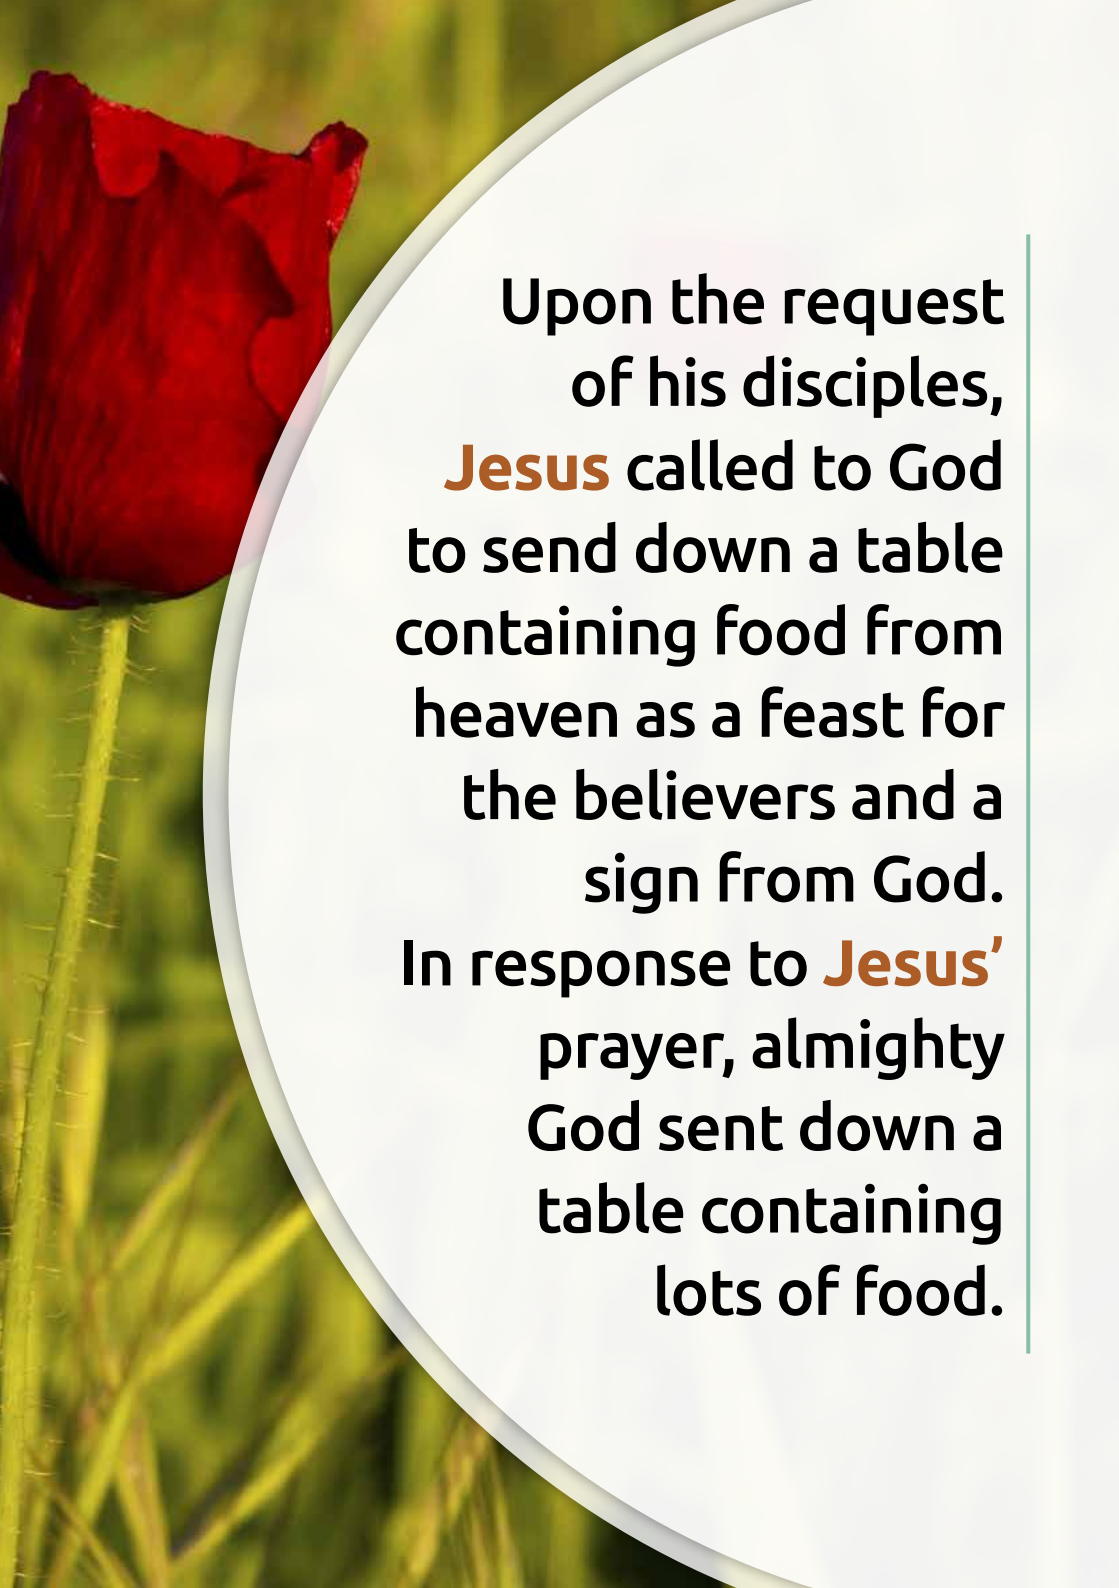 Upon the request
of his disciples,
Jesus called to God
to send down a table
containing food from
heaven as a feast for
the believers and a
sign from God.
In response to Jesus’
prayer, almighty
God sent down a
table containing
lots of food.